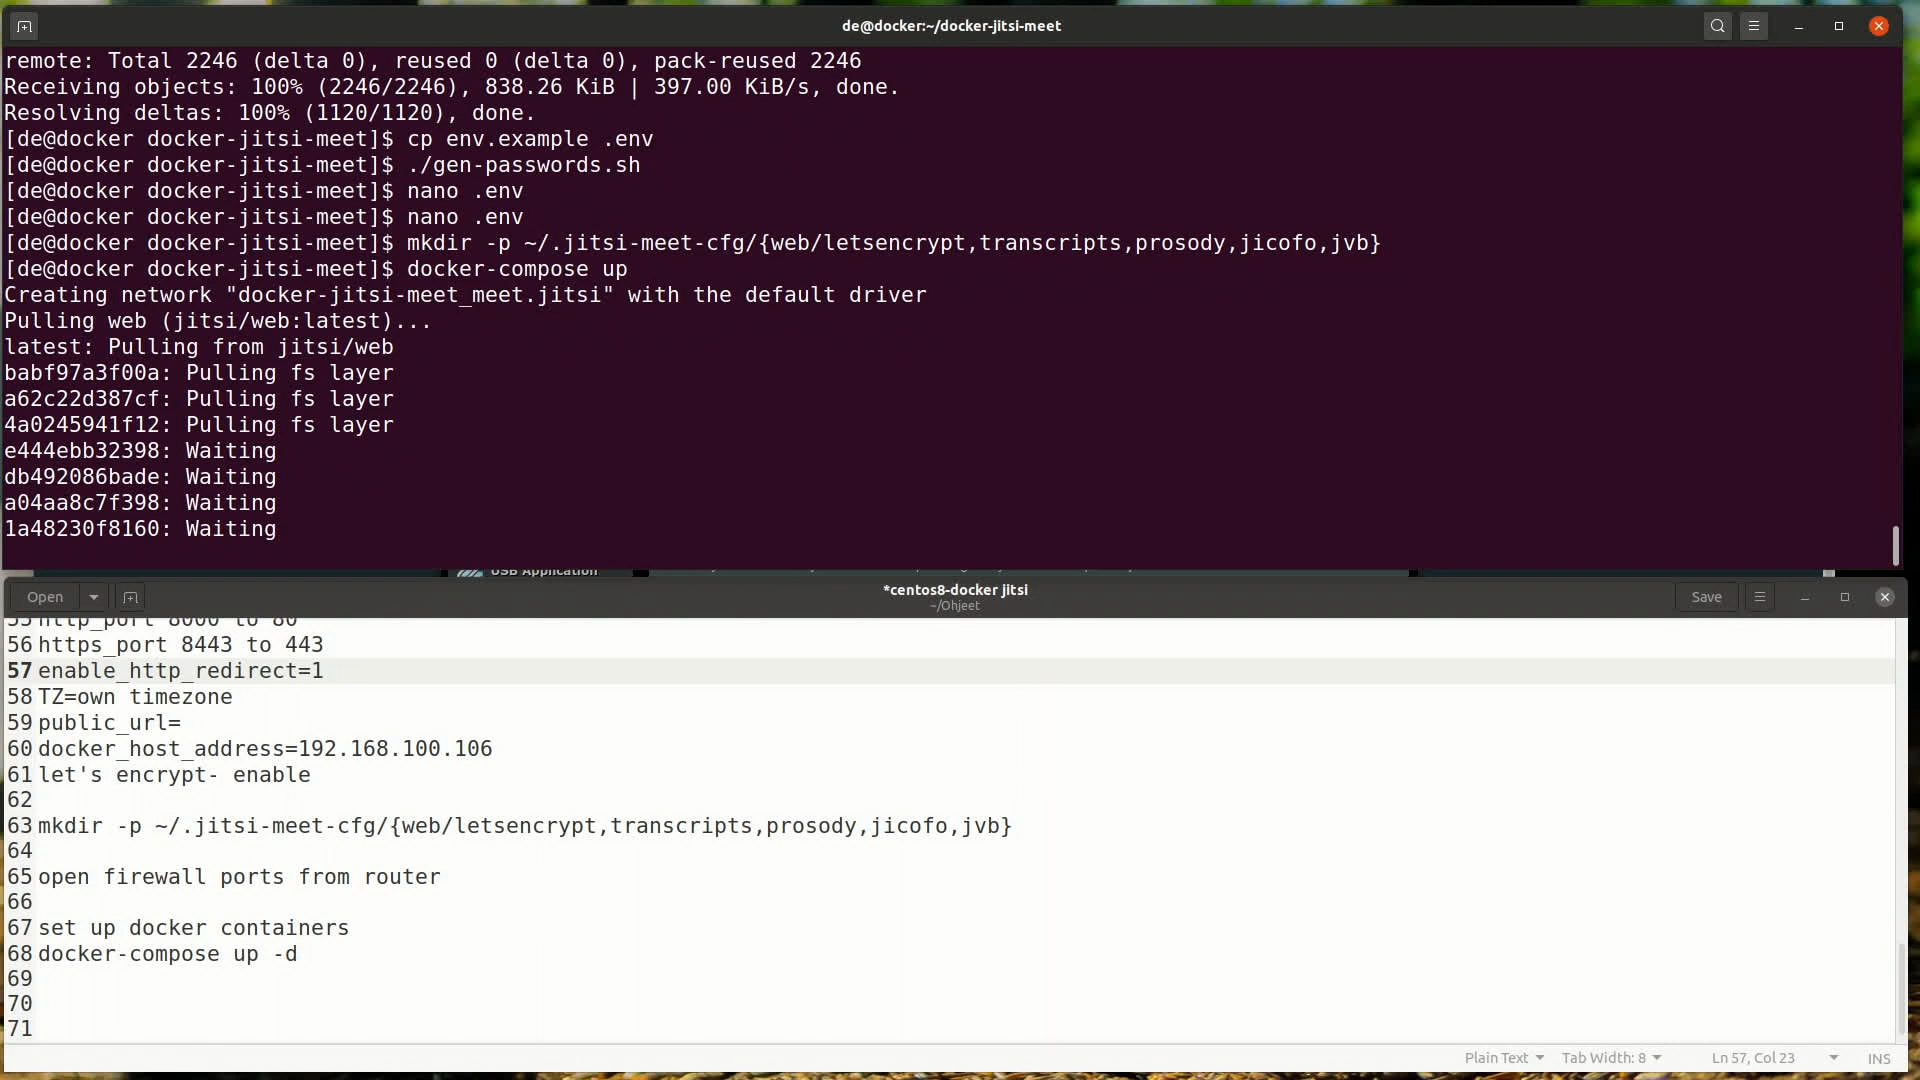 de@docker:~/docker-jitsi-meet
remote: Total 2246 (delta 0), reused 0 (delta 0), pack-reused 2246
Receiving objects: 100% (2246/2246), 838.26 KiB | 397.00 KiB/s, done.
Resolving deltas: 100% (1120/1120), done.
[de@docker docker-jitsi-meet]$ cp env.example .env
[de@docker docker-jitsi-meet]$ ./gen-passwords.sh
[de@docker docker-jitsi-meet]$ nano .env
[de@docker docker-jitsi-meet]$ nano .env
[de@docker docker-jitsi-meet]$ mkdir -p ~/.jitsi-meet-cfg/{web/letsencrypt,transcripts,prosody,jicofo,jvb}
[de@docker docker-jitsi-meet]$ docker-compose up
Creating network "docker-jitsi-meet_meet.jitsi" with the default driver
Pulling web (jitsi/web:latest)...
latest: Pulling from jitsi/web
babf97a3f00a: Pulling fs layer
a62c22d387cf: Pulling fs layer
4a0245941f12: Pulling fs layer
e444ebb32398: Waiting
db492086bade: Waiting
a04aa8c7f398: Waiting
1a48230f8160: Waiting
USB Application
Open
*centos8-docker jitsi
~/Ohjeet
Save
55 http_port 8000 to 80
56 https_port 8443 to 443
57 enable_http_redirect=1
58 TZ=own timezone
59 public_url=
60 docker_host_address=192.168.100.106
61 let's encrypt- enable
62
63 mkdir -p ~/.jitsi-meet-cfg/{web/letsencrypt,transcripts,prosody,jicofo,jvb}
64
65 open firewall ports from router
66
67 set up docker containers
68 docker-compose up -d
69
70
71
Plain Text Tab Width: 8 Ln 57, Col 23 INS